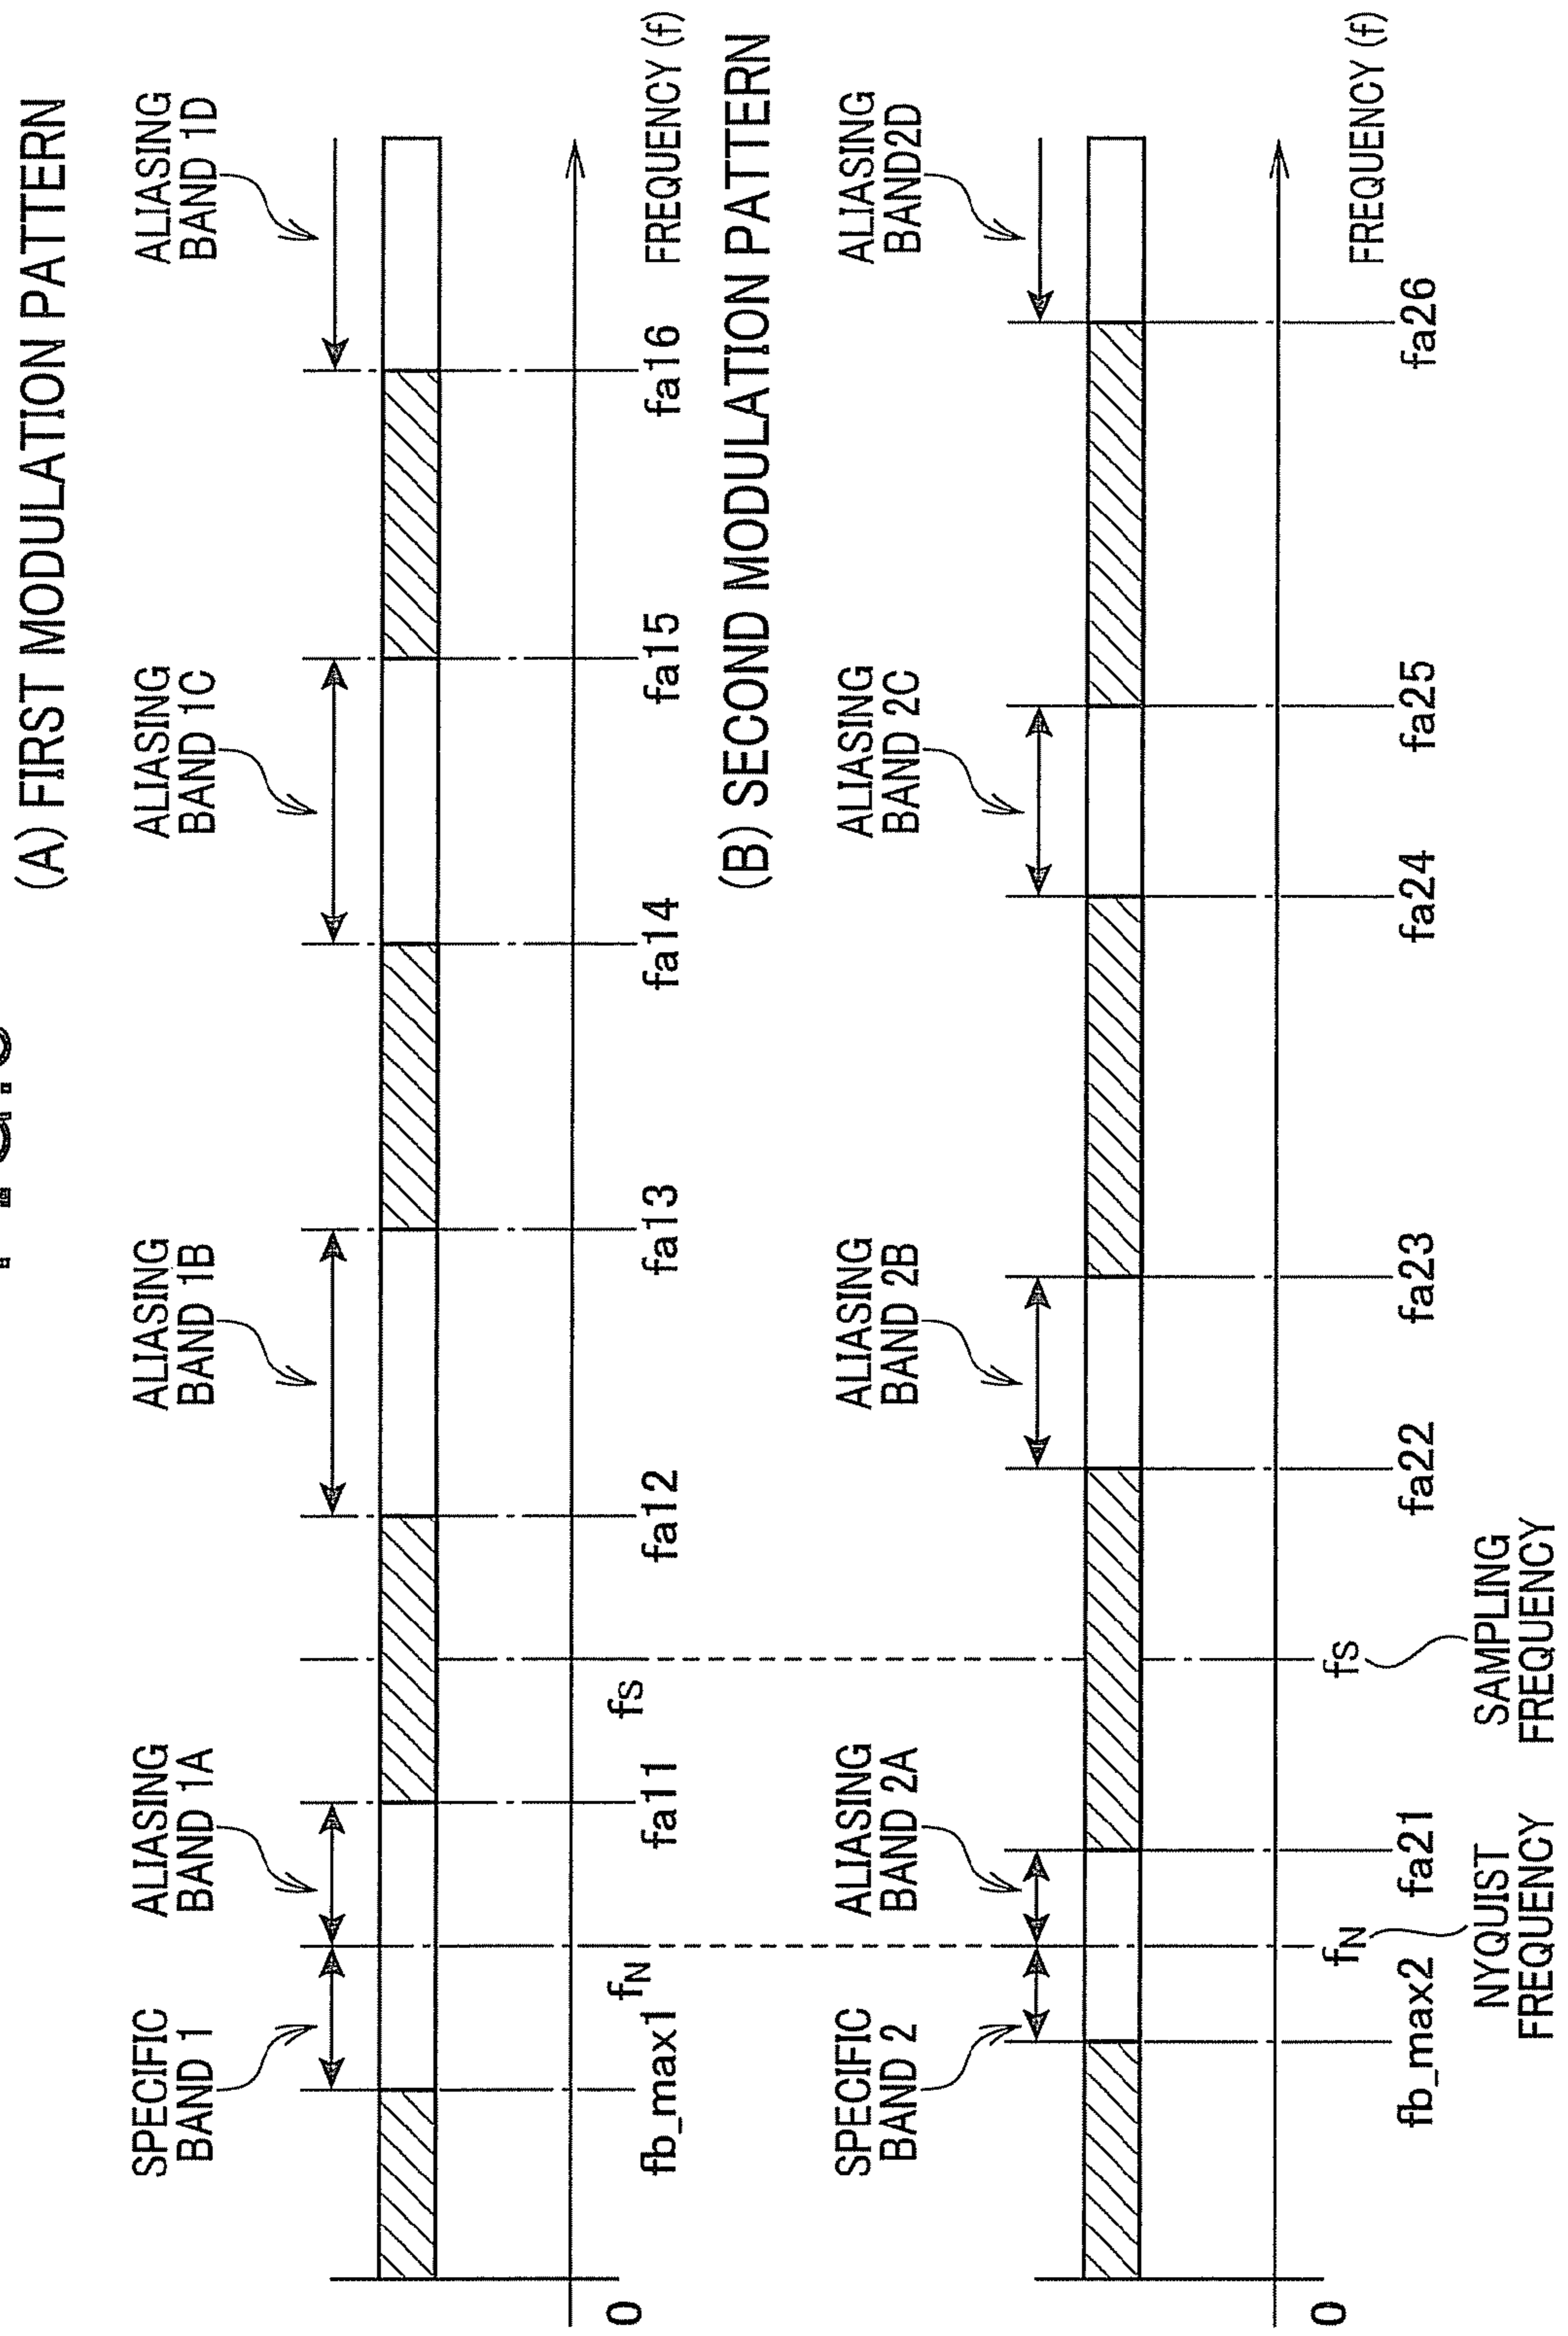 (A) FIRST MODULATION PATTERN
SPECIFIC
BAND 1
ALIASING
BAND 1A
ALIASING
BAND 1B
ALIASING
BAND 1C
ALIASING
BAND 1D
0
fb_max1
fN
fa11
fs
fa12
fa13
fa14
fa15
fa16
FREQUENCY (f)
(B) SECOND MODULATION PATTERN
SPECIFIC
BAND 2
ALIASING
BAND 2A
ALIASING
BAND 2B
ALIASING
BAND 2C
ALIASING
BAND2D
0
fb_max2
fN
fa21
fs
fa22
fa23
fa24
fa25
fa26
FREQUENCY (f)
NYQUIST
FREQUENCY
SAMPLING
FREQUENCY